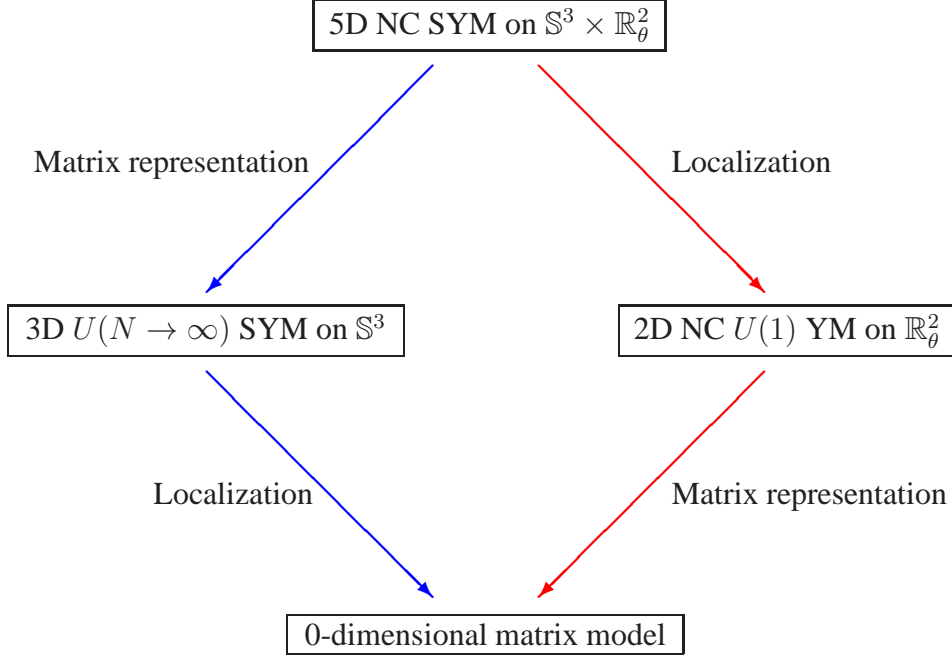 5D NC SYM on 𝕊³ × ℝ²_θ
Matrix representation
Localization
3D U(N → ∞) SYM on 𝕊³
2D NC U(1) YM on ℝ²_θ
Localization
Matrix representation
0-dimensional matrix model